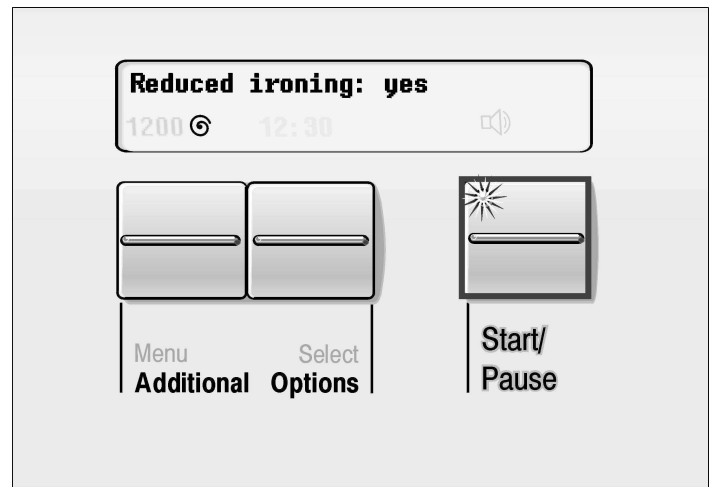 Reduced ironing: yes
1200 12:30
Menu Select
Additional Options
Start/
Pause